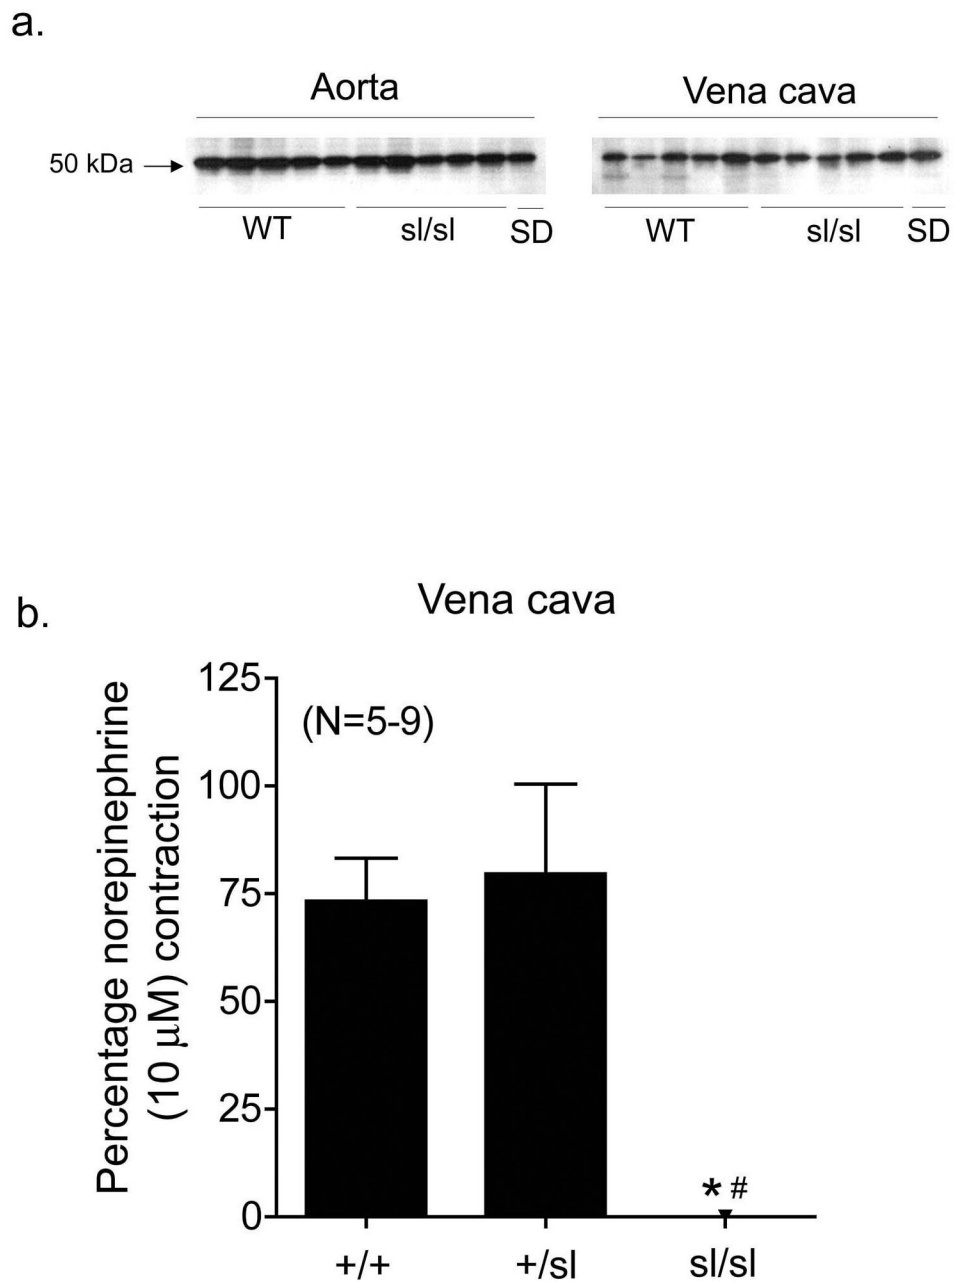 a.
Aorta
Vena cava
50 kDa
WT
sl/sl
SD
WT
sl/sl
SD
b.
Vena cava
Percentage norepinephrine
(10 μM) contraction
125
100
75
50
25
0
(N=5-9)
* #
+/+
+/sl
sl/sl